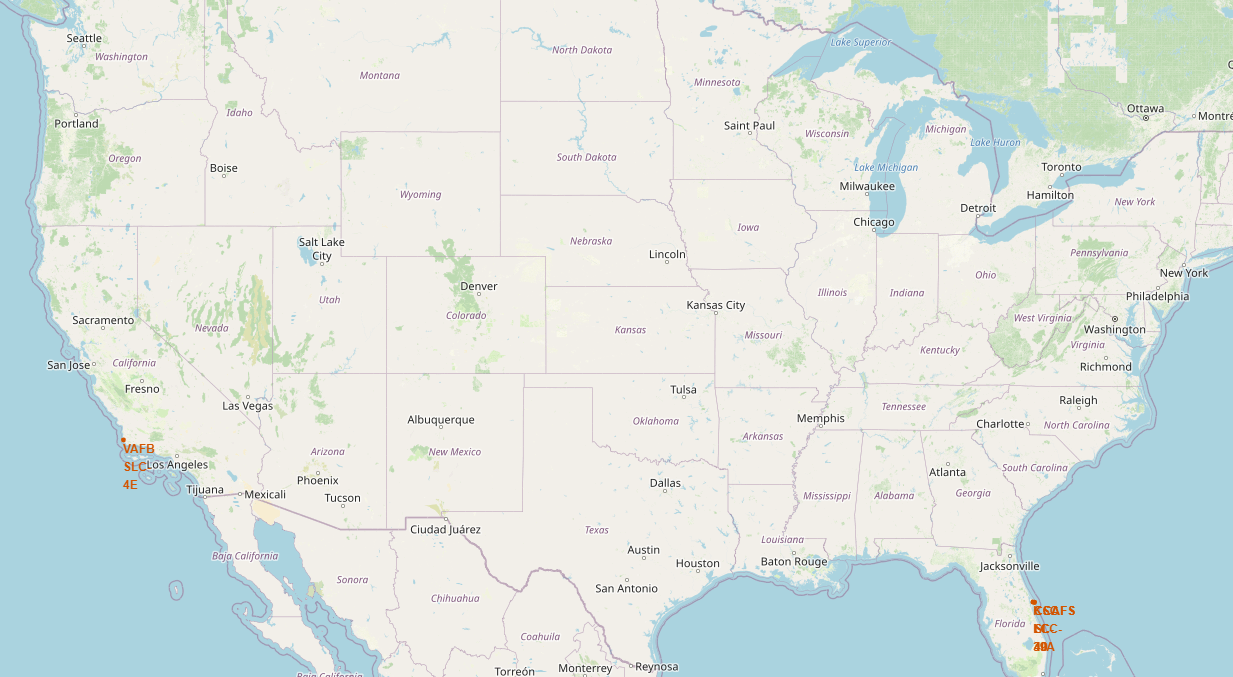 Seattle
Washington
Montana
North Dakota
Minnesota
Lake Superior
Portland
Idaho
Oregon
Boise
Saint Paul
Wisconsin
Michigan
Lake Huron
Ottawa
Montré
South Dakota
Wyoming
Lake Michigan
Milwaukee
Toronto
Hamilton
Detroit
New York
Chicago
Iowa
Nebraska
Salt Lake
City
Lincoln
Pennsylvania
New York
Philadelphia
Ohio
Denver
Utah
Illinois
Indiana
Kansas City
Colorado
Kansas
Missouri
West Virginia
Washington
Virginia
Sacramento
Nevada
San Jose
California
Fresno
Kentucky
Richmond
Las Vegas
Tulsa
Raleigh
Albuquerque
Oklahoma
Memphis
Tennessee
Charlotte
North Carolina
Arkansas
VAFB
SLC-
4E
Los Angeles
Arizona
New Mexico
Phoenix
Tucson
Tijuana
Mexicali
Dallas
Atlanta
South Carolina
Mississippi
Alabama
Georgia
Ciudad Juárez
Texas
Louisiana
Austin
Houston
Baton Rouge
Jacksonville
Baja California
Sonora
San Antonio
Chihuahua
Florida
Coahuila
Torreón
Monterrey
Reynosa
Baja California